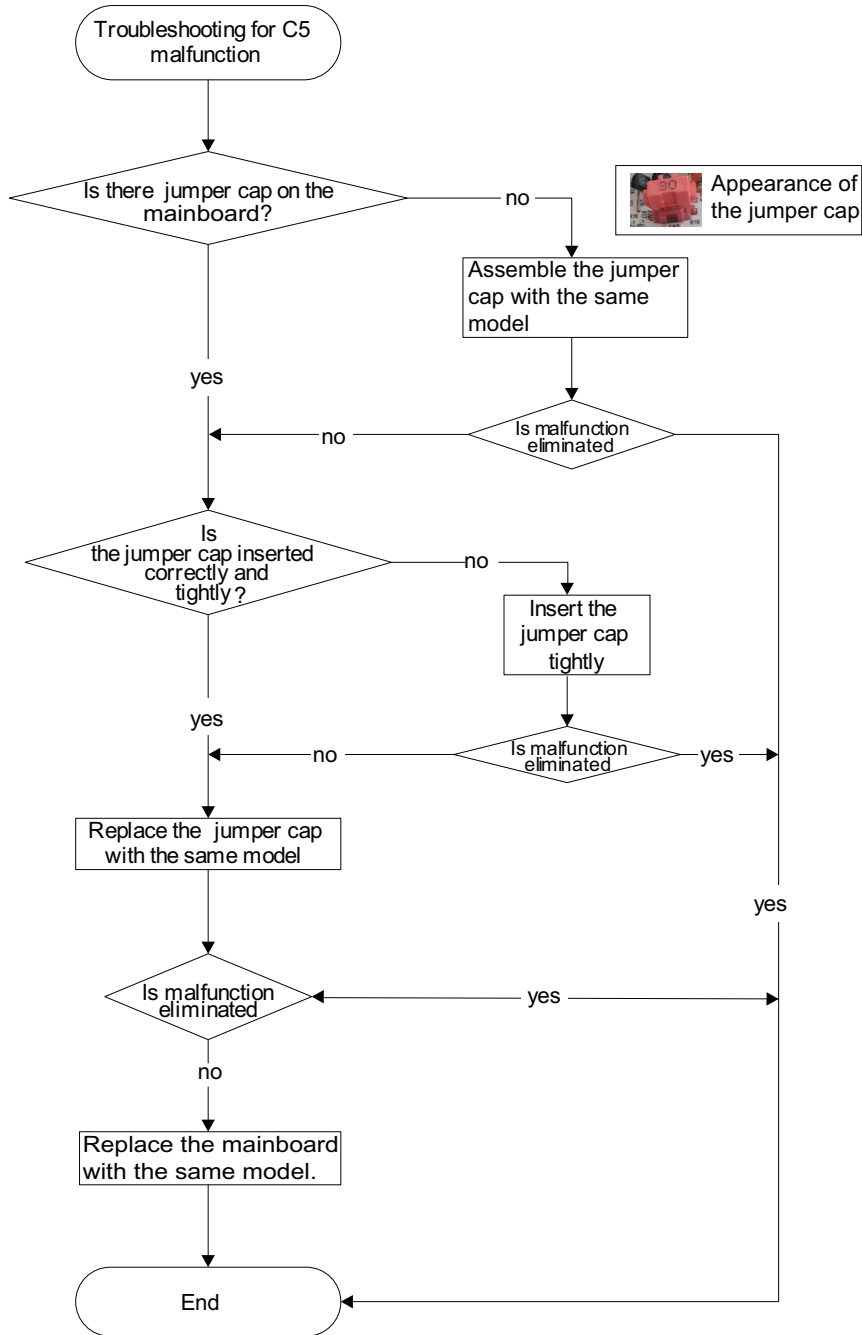 Troubleshooting for C5
malfunction
Is there jumper cap on the
mainboard?
no
30
Appearance of
the jumper cap
Assemble the jumper
cap with the same
model
yes
no
Is malfunction
eliminated
Is
the jumper cap inserted
correctly and
tightly?
no
Insert the
jumper cap
tightly
yes
no
Is malfunction
eliminated
yes
Replace the jumper cap
with the same model
yes
Is malfunction
eliminated
yes
no
Replace the mainboard
with the same model.
End